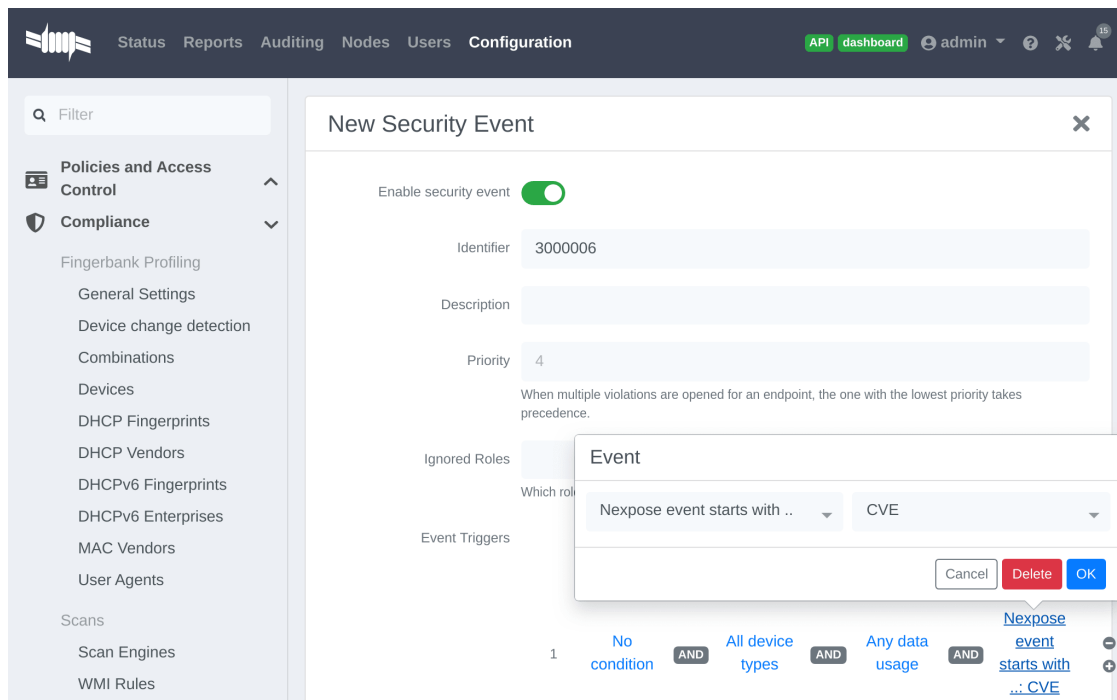 Status Reports Auditing Nodes Users Configuration API dashboard admin 15
Filter
Policies and Access
Control
Compliance
Fingerbank Profiling
General Settings
Device change detection
Combinations
Devices
DHCP Fingerprints
DHCP Vendors
DHCPv6 Fingerprints
DHCPv6 Enterprises
MAC Vendors
User Agents
Scans
Scan Engines
WMI Rules
New Security Event
Enable security event
Identifier 3000006
Description
Priority 4
When multiple violations are opened for an endpoint, the one with the lowest priority takes
precedence.
Ignored Roles
Which
Event Triggers
Event
Nexpose event starts with .. CVE
Cancel Delete OK
1 No
condition AND All device
types AND Any data
usage AND Nexpose
event
starts with
..: CVE